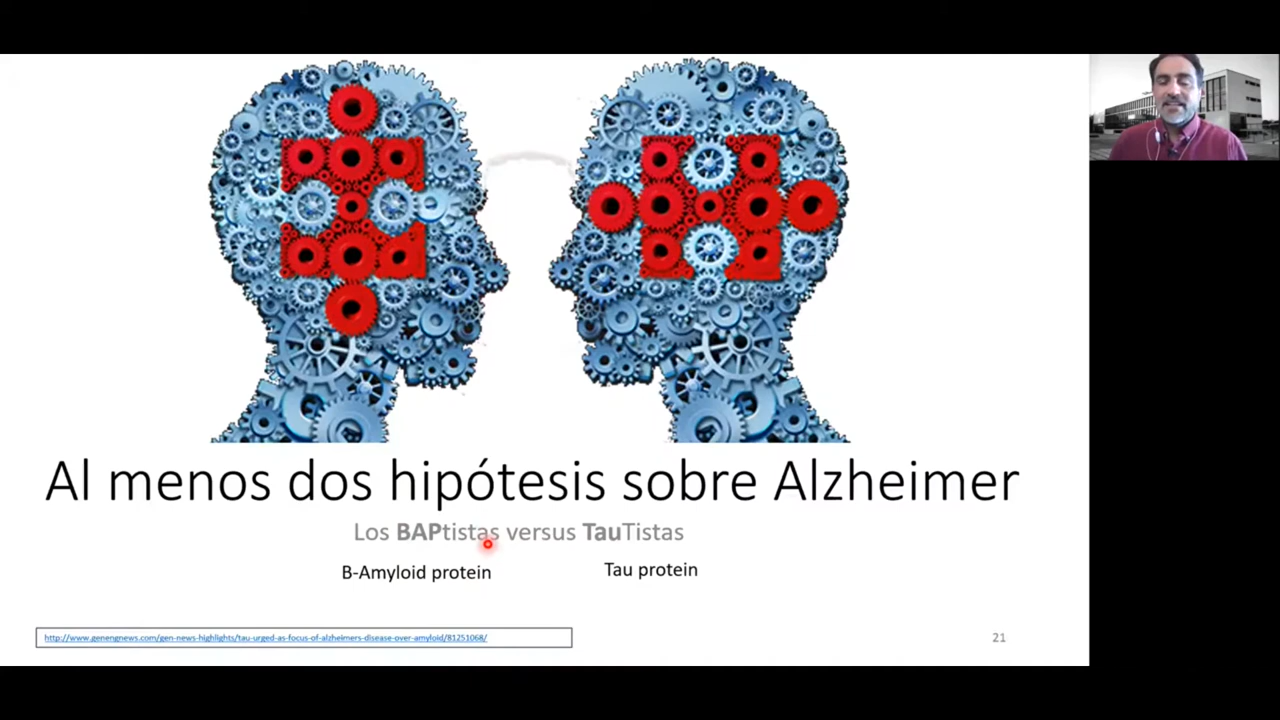 Al menos dos hipótesis sobre Alzheimer
Los BAPtistas versus TauTistas
B-Amyloid protein
Tau protein
http://www.genengnews.com/gen-news-highlights/tau-urged-as-focus-of-alzheimers-disease-over-amyloid/81251068/
21